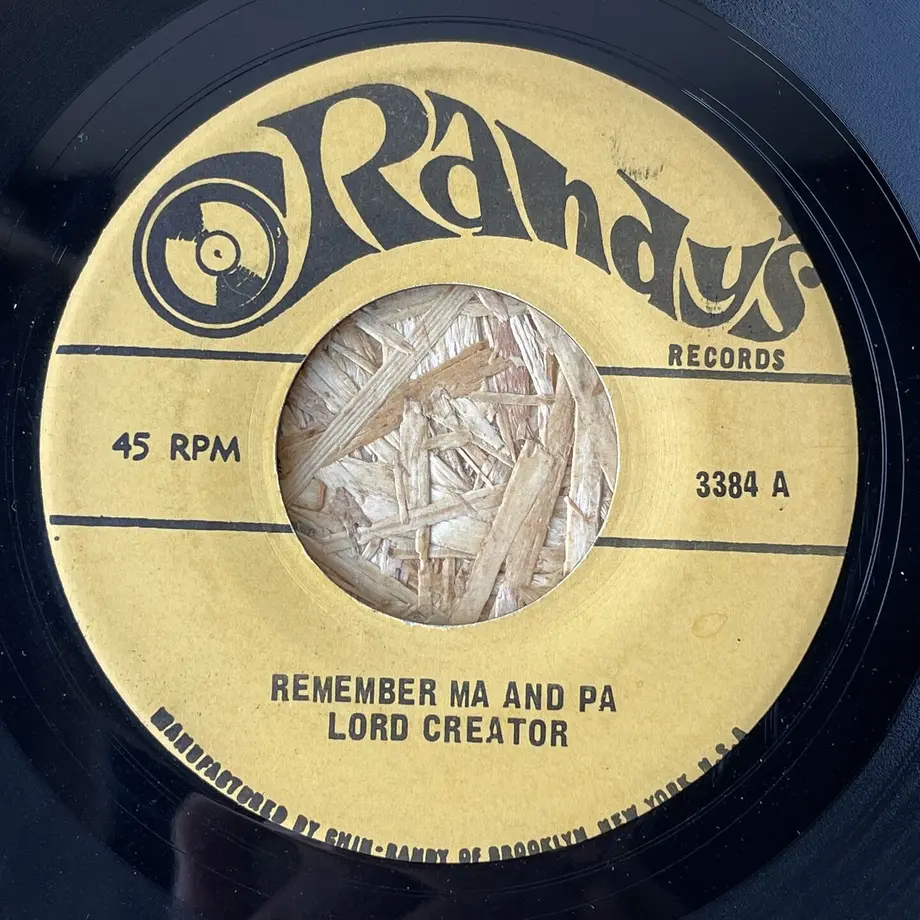 Randy's
RECORDS
45 RPM
3384 A
REMEMBER MA AND PA
LORD CREATOR
MANUFACTURED BY CHIN-RANDY OF BROOKLYN NEW YORK U.S.A